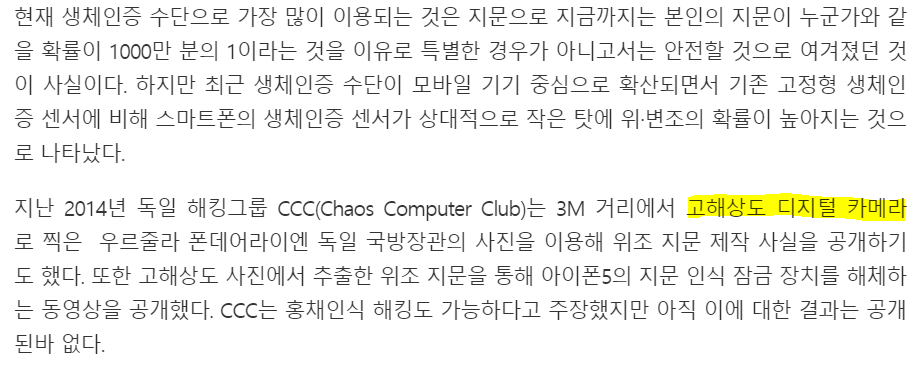 현재 생체인증 수단으로 가장 많이 이용되는 것은 지문으로 지금까지는 본인의 지문이 누군가와 같
을 확률이 1000만 분의 1이라는 것을 이유로 특별한 경우가 아니고서는 안전할 것으로 여겨졌던 것
이 사실이다. 하지만 최근 생체인증 수단이 모바일 기기 중심으로 확산되면서 기존 고정형 생체인
증 센서에 비해 스마트폰의 생체인증 센서가 상대적으로 작은 탓에 위·변조의 확률이 높아지는 것으
로 나타났다.
지난 2014년 독일 해킹그룹 CCC(Chaos Computer Club)는 3M 거리에서 고해상도 디지털 카메라
로 찍은 우르줄라 폰데어라이엔 독일 국방장관의 사진을 이용해 위조 지문 제작 사실을 공개하기
도 했다. 또한 고해상도 사진에서 추출한 위조 지문을 통해 아이폰5의 지문 인식 잠금 장치를 해체하
는 동영상을 공개했다. CCC는 홍채인식 해킹도 가능하다고 주장했지만 아직 이에 대한 결과는 공개
된바 없다.